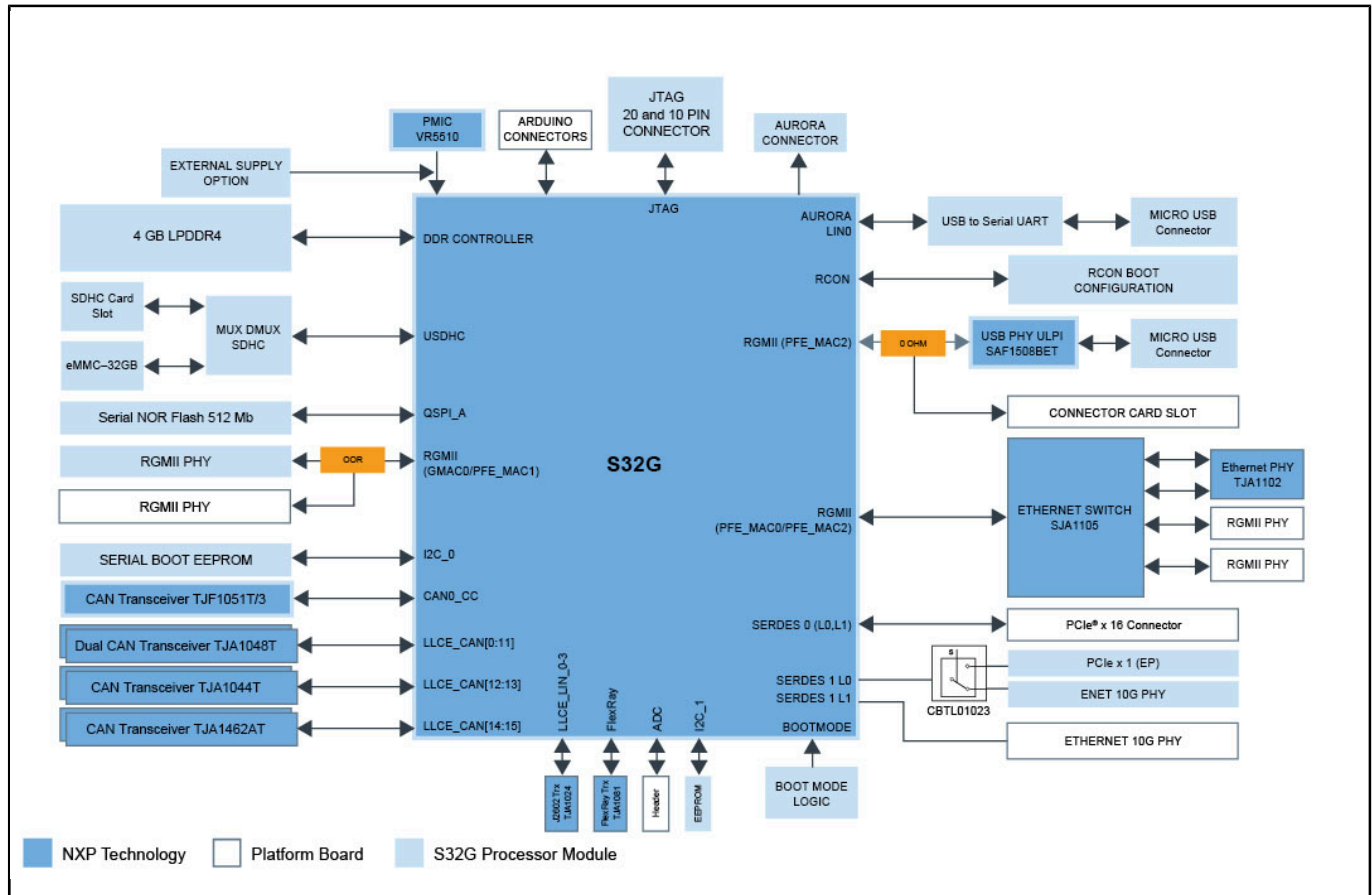 PMIC
VR5510
ARDUINO
CONNECTORS
JTAG
20 and 10 PIN
CONNECTOR
AURORA
CONNECTOR
EXTERNAL SUPPLY
OPTION
4 GB LPDDR4
SDHC Card
Slot
eMMC–32GB
MUX DMUX
SDHC
Serial NOR Flash 512 Mb
RGMII PHY
OOR
RGMII PHY
SERIAL BOOT EEPROM
CAN Transceiver TJF1051T/3
Dual CAN Transceiver TJA1048T
CAN Transceiver TJA1044T
CAN Transceiver TJA1462AT
JTAG
DDR CONTROLLER
USDHC
QSPI_A
RGMII
(GMAC0/PFE_MAC1)
I2C_0
CAN0_CC
LLCE_CAN[0:11]
LLCE_CAN[12:13]
LLCE_CAN[14:15]
S32G
LLCE_LIN_0-3
FlexRay
ADC
I2C_1
AURORA
LIN0
RCON
RGMII (PFE_MAC2)
RGMII
(PFE_MAC0/PFE_MAC2)
SERDES 0 (L0,L1)
SERDES 1 L0
SERDES 1 L1
BOOTMODE
USB to Serial UART
MICRO USB
Connector
RCON BOOT
CONFIGURATION
0 OHM
USB PHY ULPI
SAF1508BET
MICRO USB
Connector
CONNECTOR CARD SLOT
ETHERNET SWITCH
SJA1105
Ethernet PHY
TJA1102
RGMII PHY
RGMII PHY
PCIe® x 16 Connector
S
CBTL01023
PCIe x 1 (EP)
ENET 10G PHY
ETHERNET 10G PHY
J2602 Trx
TJA1024
FlexRay Trx
TJA1081
Header
EEPROM
BOOT MODE
LOGIC
NXP Technology
Platform Board
S32G Processor Module